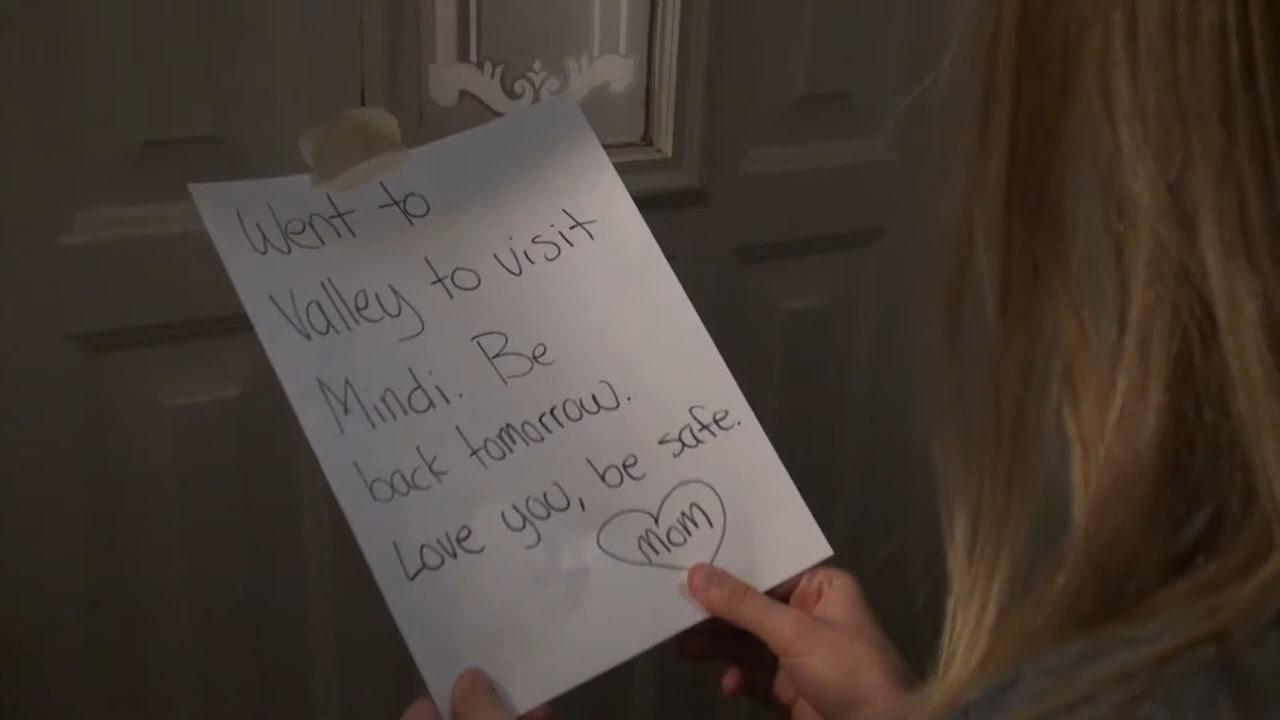 Went to
Valley to visit
Mindi. Be
back tomorrow.
Love you, be safe.
Mom